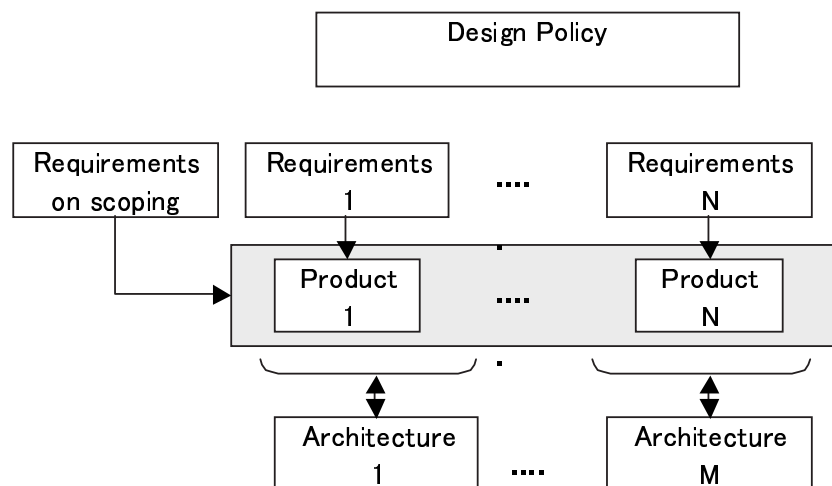 Design Policy
Requirements
on scoping
Requirements
1
....
Requirements
N
.
Product
1
....
Product
N
.
Architecture
1
....
Architecture
M